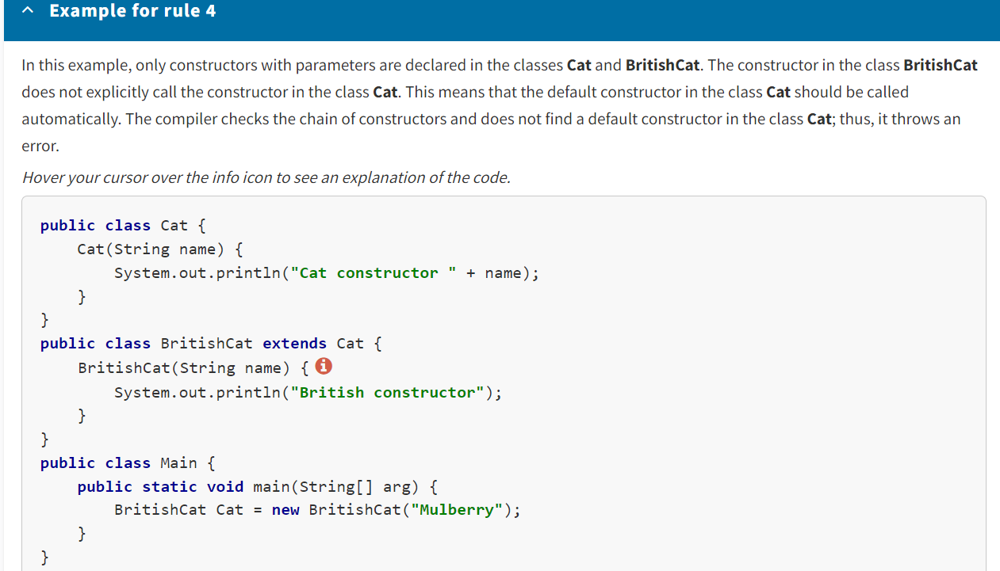 Example for rule 4
In this example, only constructors with parameters are declared in the classes Cat and BritishCat. The constructor in the class BritishCat
does not explicitly call the constructor in the class Cat. This means that the default constructor in the class Cat should be called
automatically. The compiler checks the chain of constructors and does not find a default constructor in the class Cat; thus, it throws an
error.
Hover your cursor over the info icon to see an explanation of the code.
public class Cat {
    Cat(String name) {
        System.out.println("Cat constructor " + name);
    }
}
public class BritishCat extends Cat {
    BritishCat(String name) { i
        System.out.println("British constructor");
    }
}
public class Main {
    public static void main(String[] arg) {
        BritishCat Cat = new BritishCat("Mulberry");
    }
}